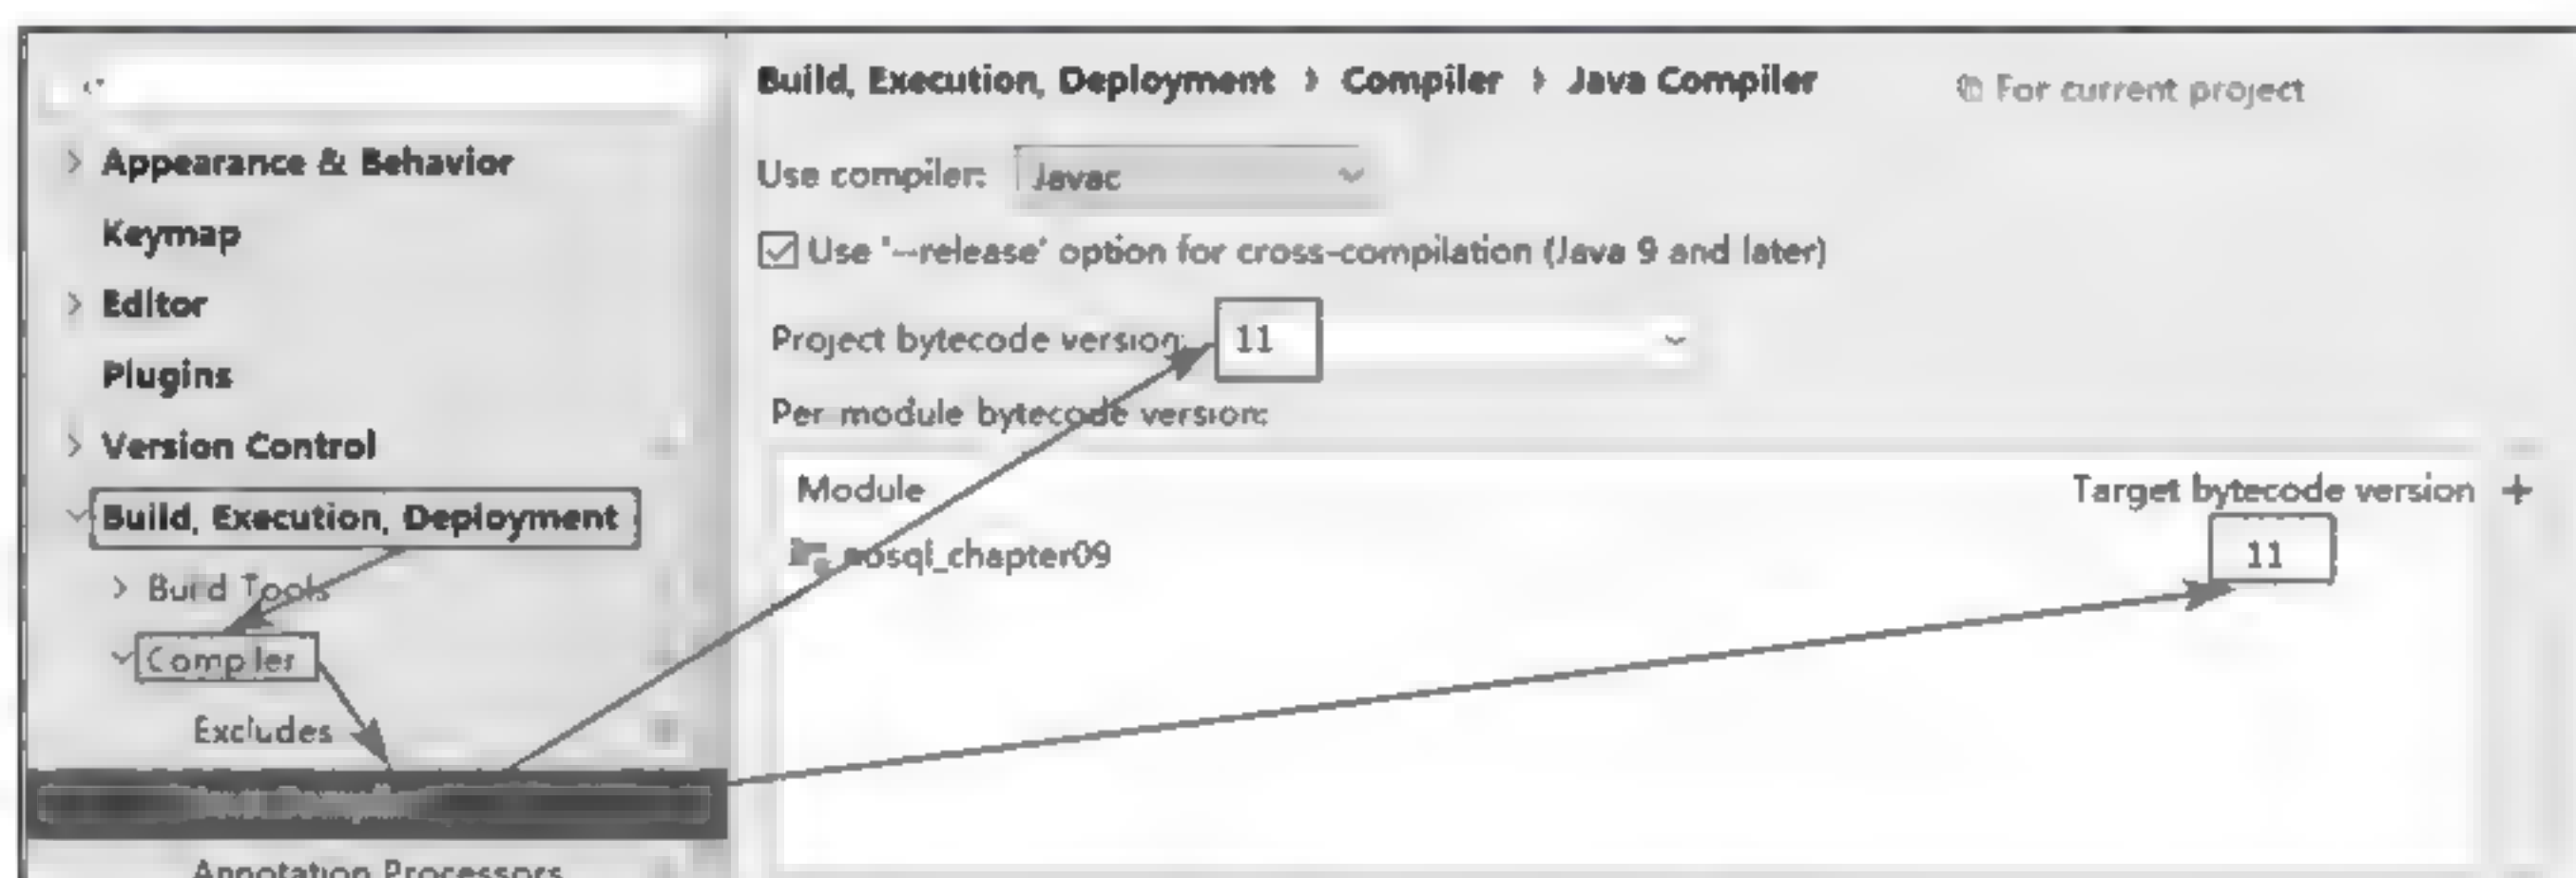 Build, Execution, Deployment › Compiler › Java Compiler
For current project
Appearance & Behavior
Keymap
Editor
Plugins
Version Control
Build, Execution, Deployment
Build Tools
Compiler
Excludes
Annotation Processors
Use compiler: Javac
Use '--release' option for cross-compilation (Java 9 and later)
Project bytecode version: 11
Per-module bytecode version:
Module Target bytecode version +
nosql_chapter09 11